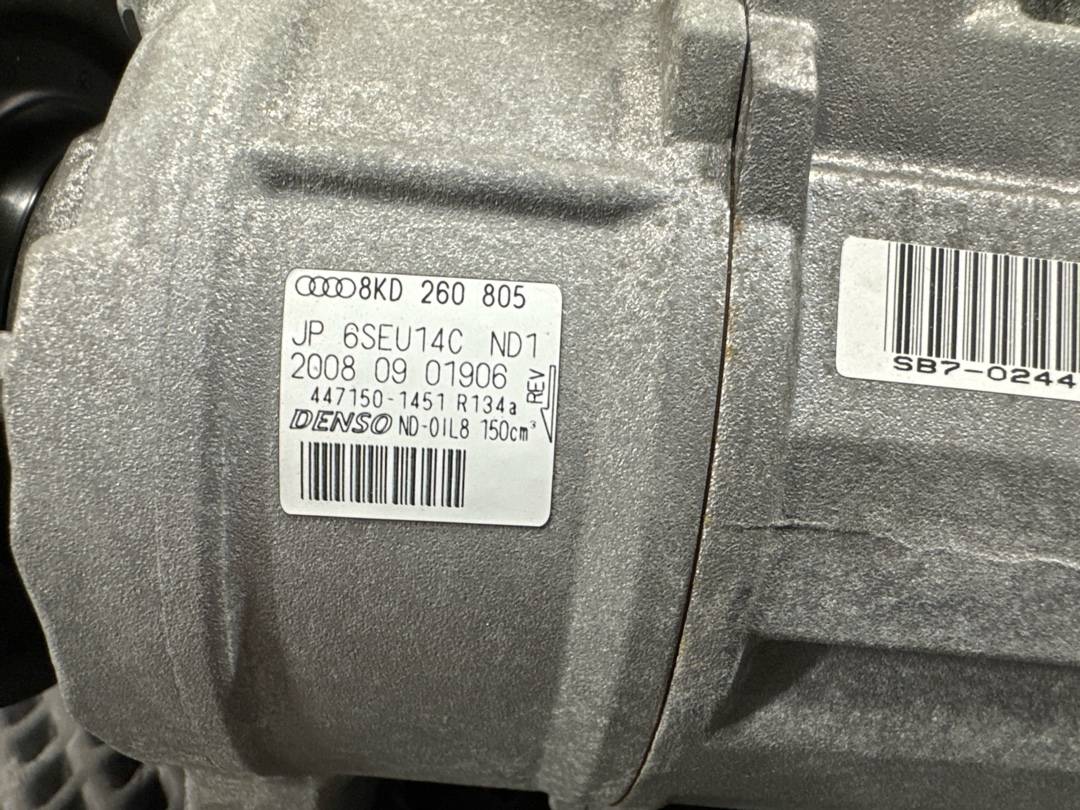 8KD 260 805
JP 6SEU14C ND1
2008 09 01906
447150-1451 R134a
REV
DENSO ND-OIL8 150cm³
SB7-0244